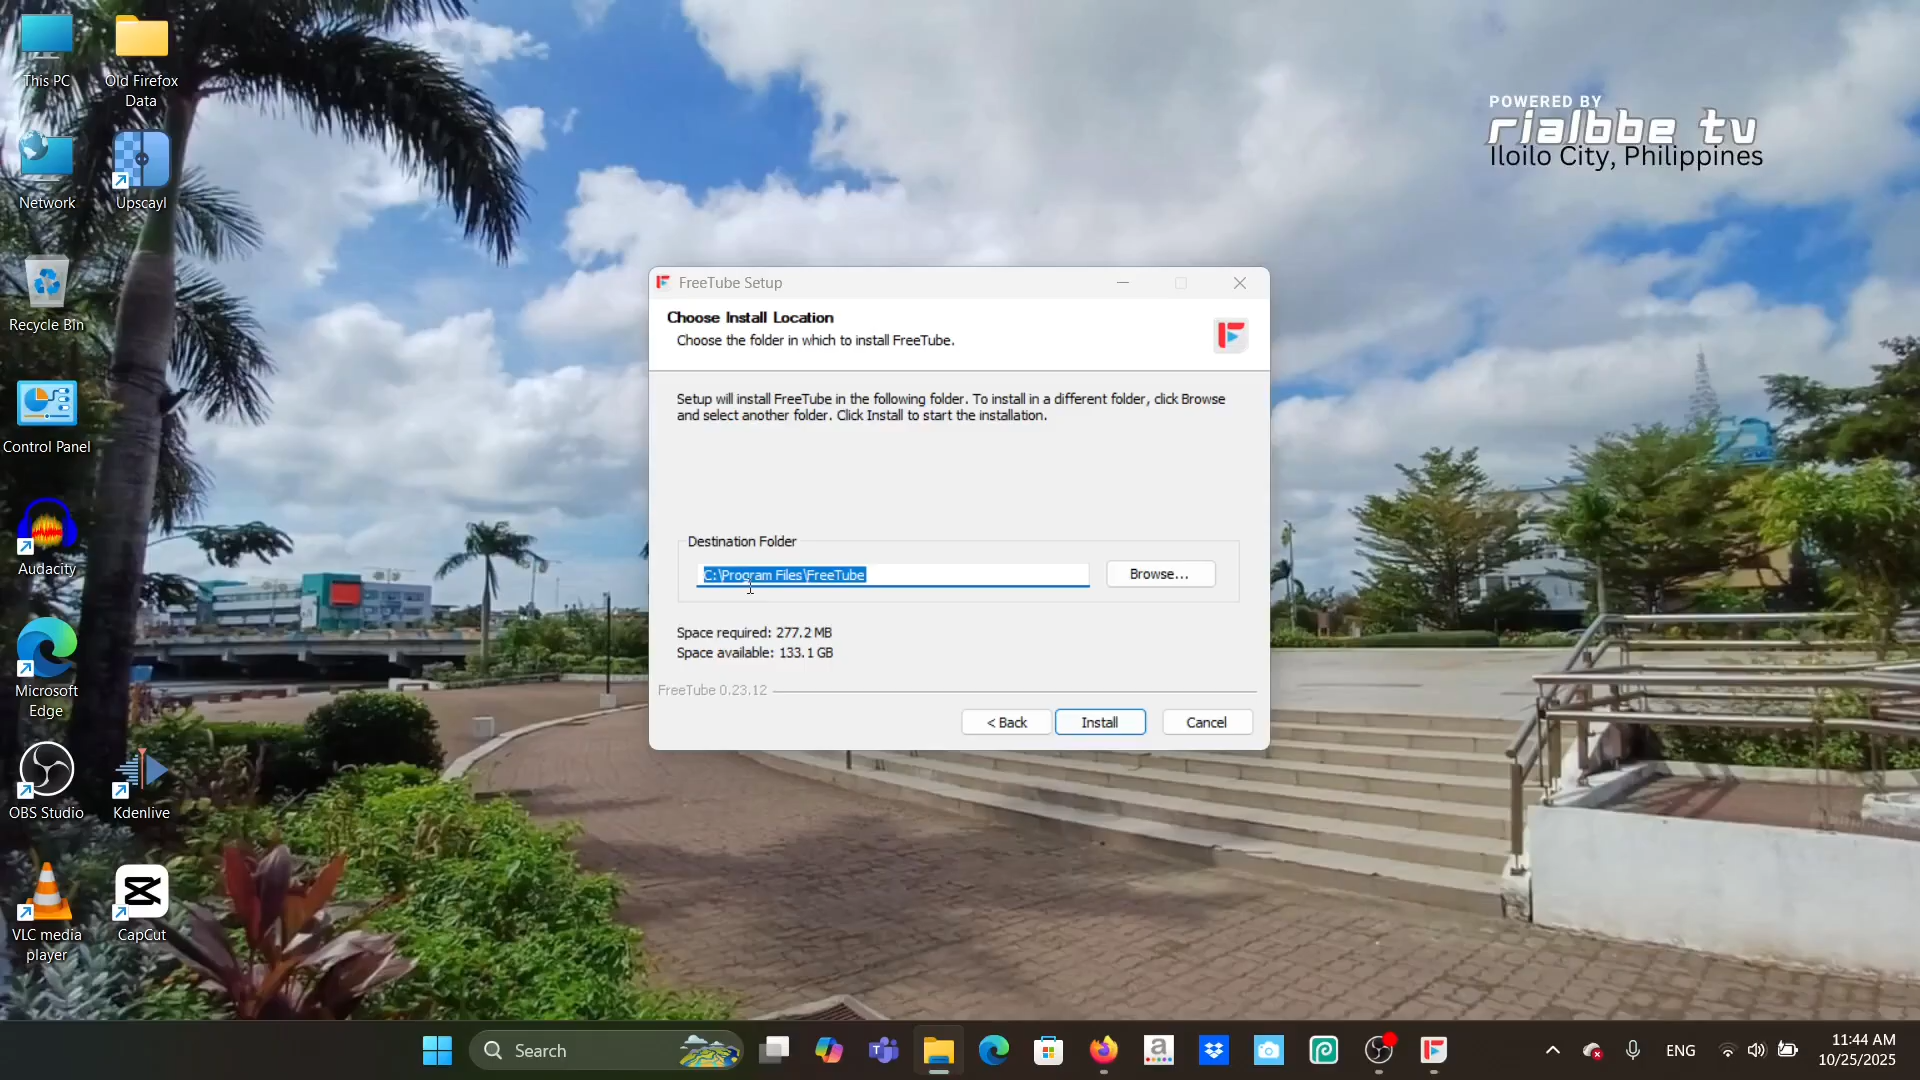 This PC
Old Firefox
Data
Network
Upscayl
Recycle Bin
Control Panel
Audacity
Microsoft
Edge
OBS Studio
Kdenlive
VLC media
player
CapCut
POWERED BY
rialbbe tv
Iloilo City, Philippines
FreeTube Setup
Choose Install Location
Choose the folder in which to install FreeTube.
Setup will install FreeTube in the following folder. To install in a different folder, click Browse
and select another folder. Click Install to start the installation.
Destination Folder
C:\Program Files\FreeTube
Browse...
Space required: 277.2 MB
Space available: 133.1 GB
FreeTube 0.23.12
< Back
Install
Cancel
Search
ENG
11:44 AM
10/25/2025